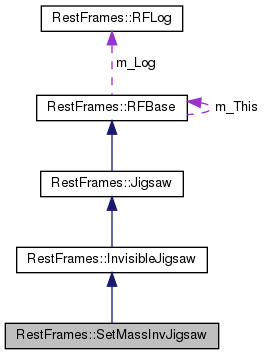 RestFrames::RFLog
m_Log
RestFrames::RFBase
m_This
RestFrames::Jigsaw
RestFrames::InvisibleJigsaw
RestFrames::SetMassInvJigsaw